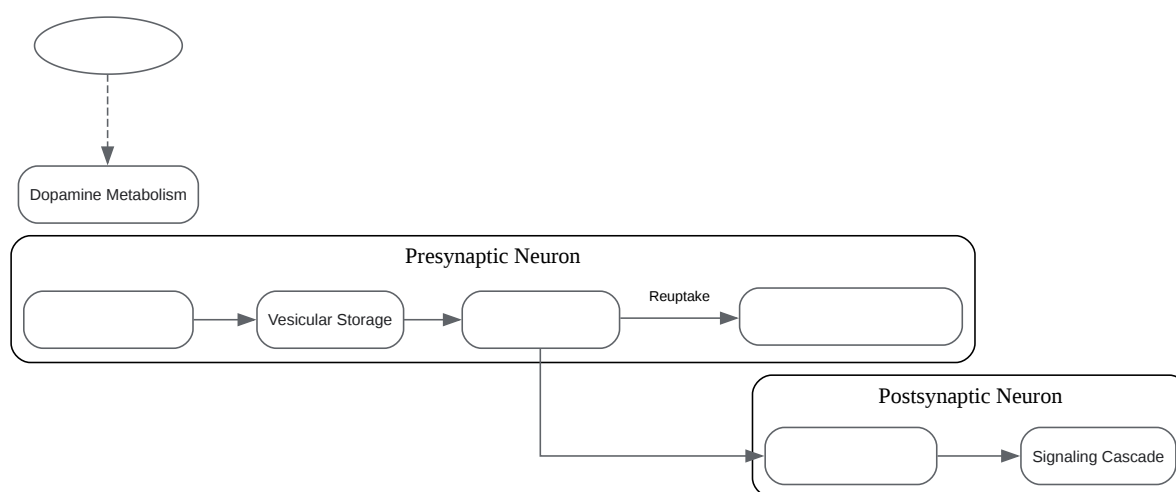 Dopamine Metabolism
Presynaptic Neuron
Vesicular Storage
Reuptake
Postsynaptic Neuron
Signaling Cascade